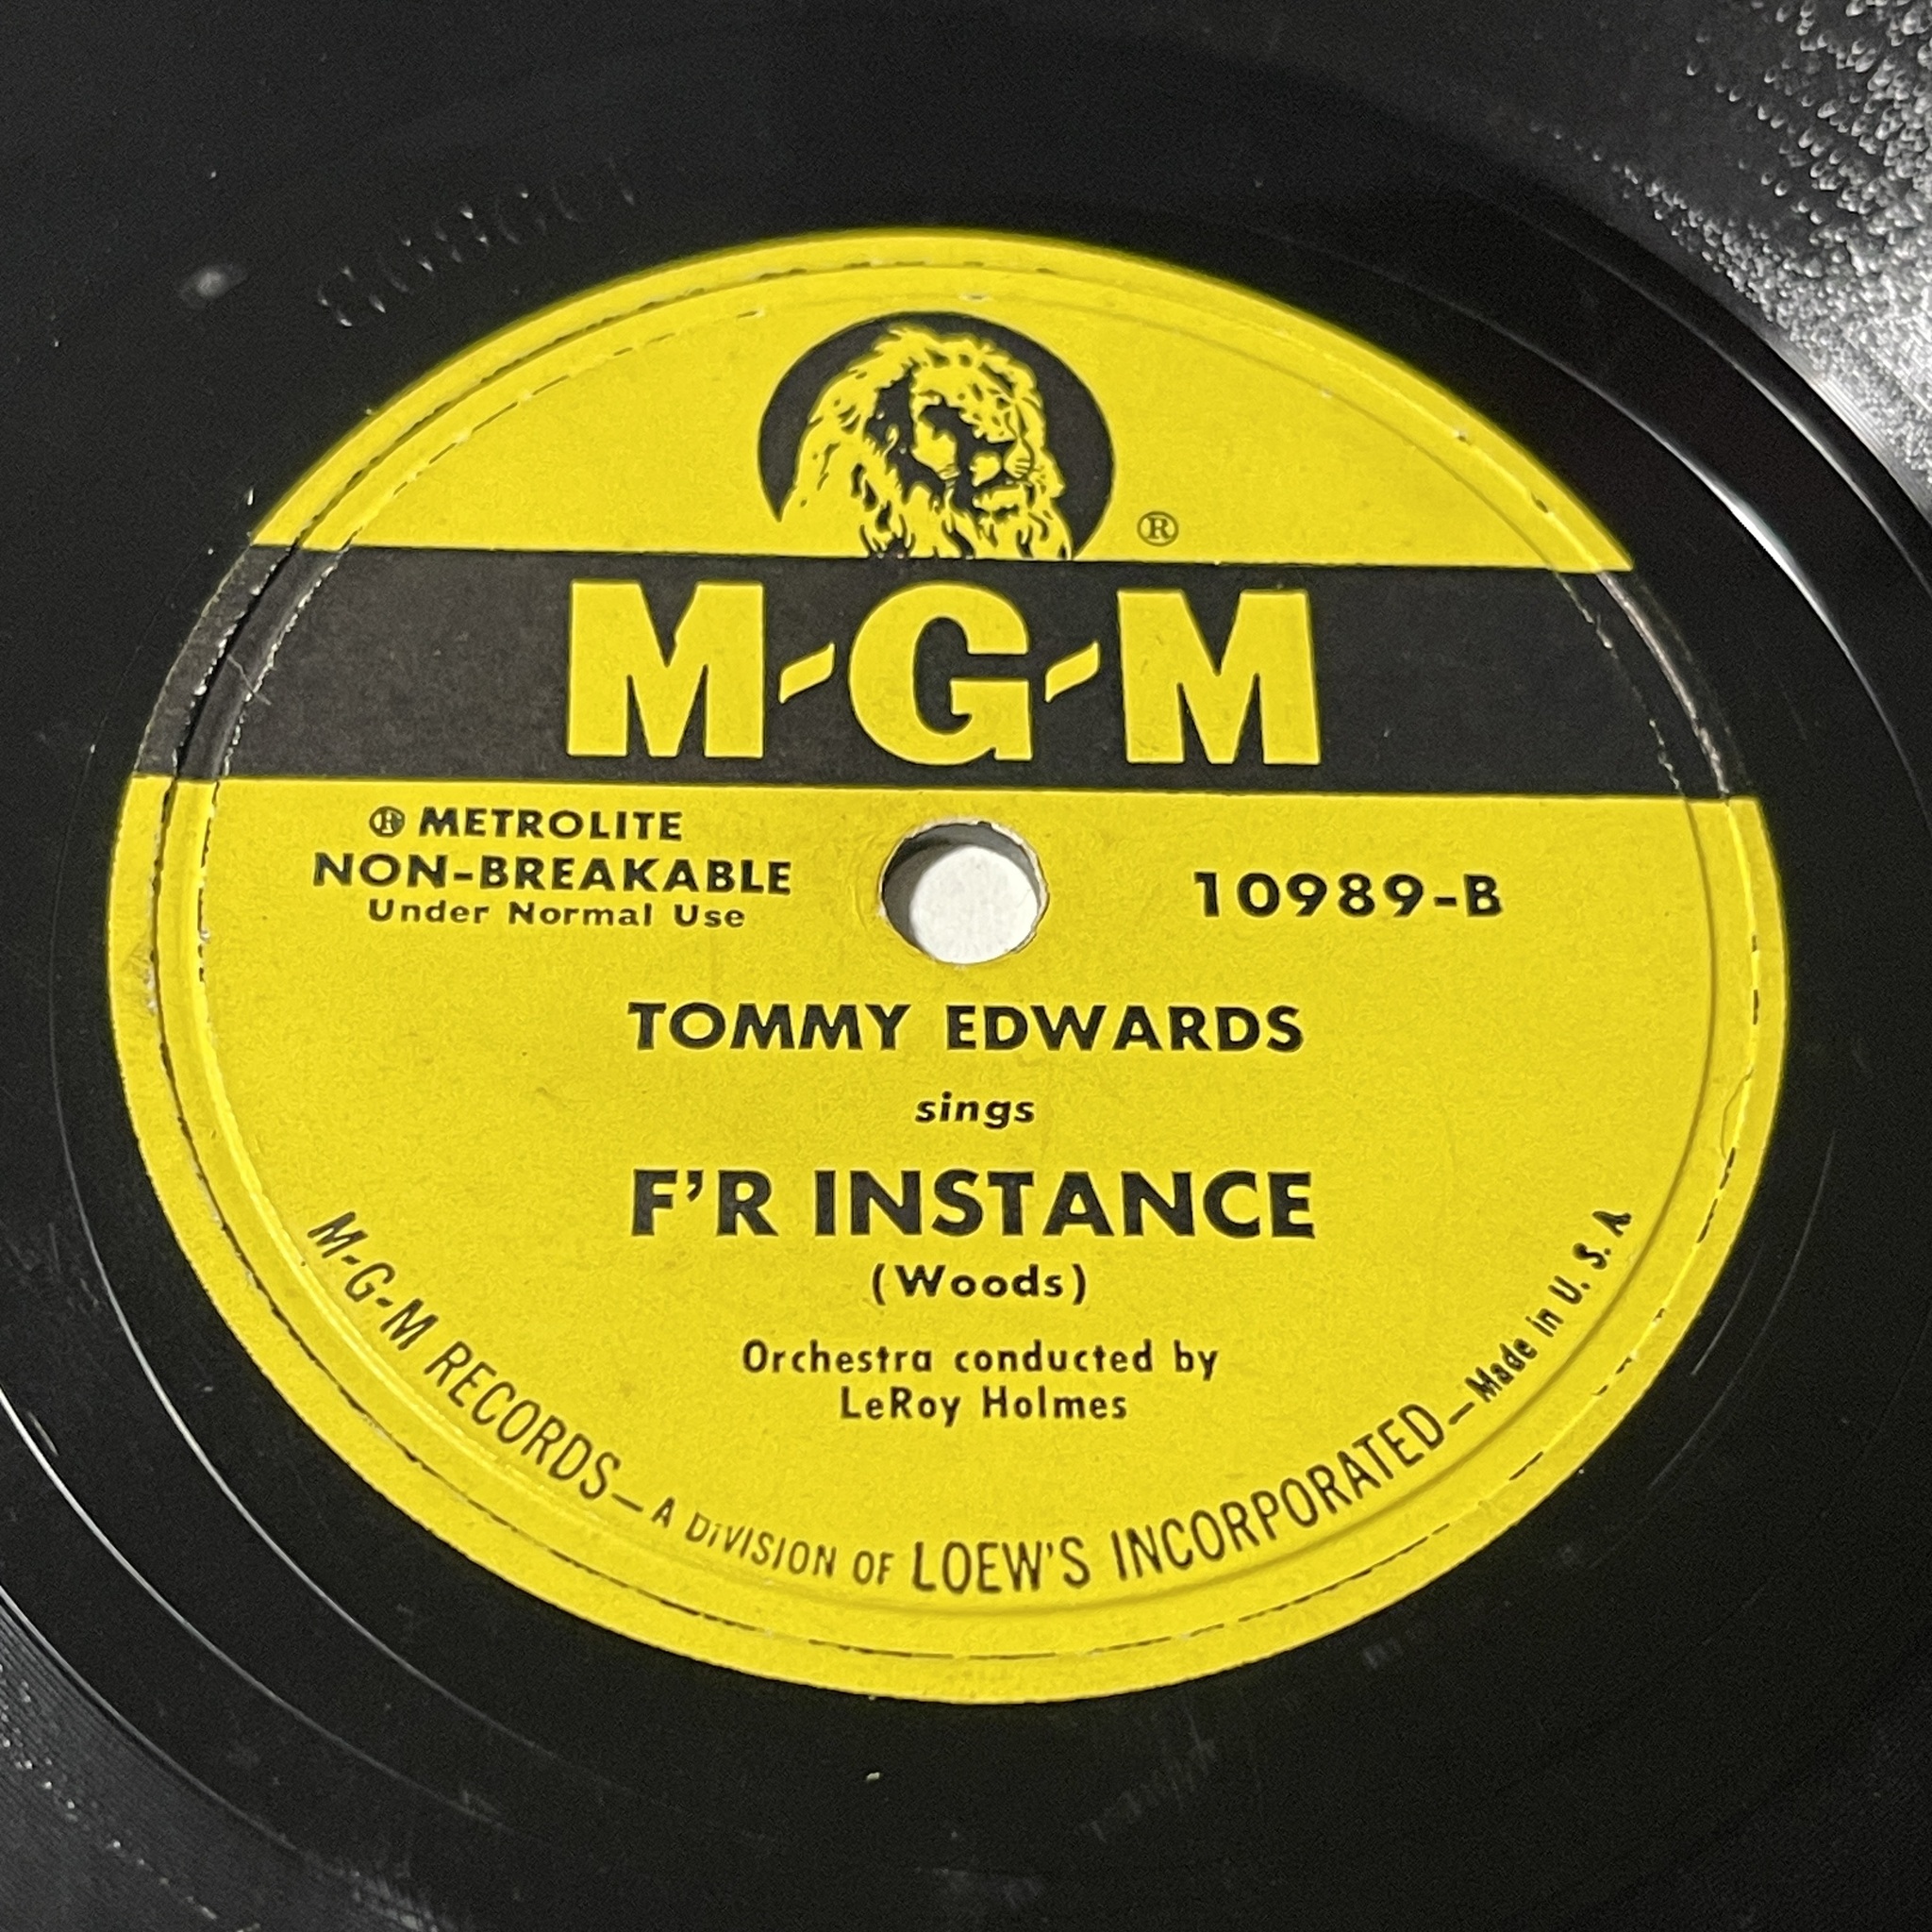 ®
M-G-M
® METROLITE
NON-BREAKABLE
Under Normal Use
10989-B
TOMMY EDWARDS
sings
F'R INSTANCE
(Woods)
Orchestra conducted by
LeRoy Holmes
M-G-M RECORDS—A DIVISION OF LOEW'S INCORPORATED—Made in U. S. A